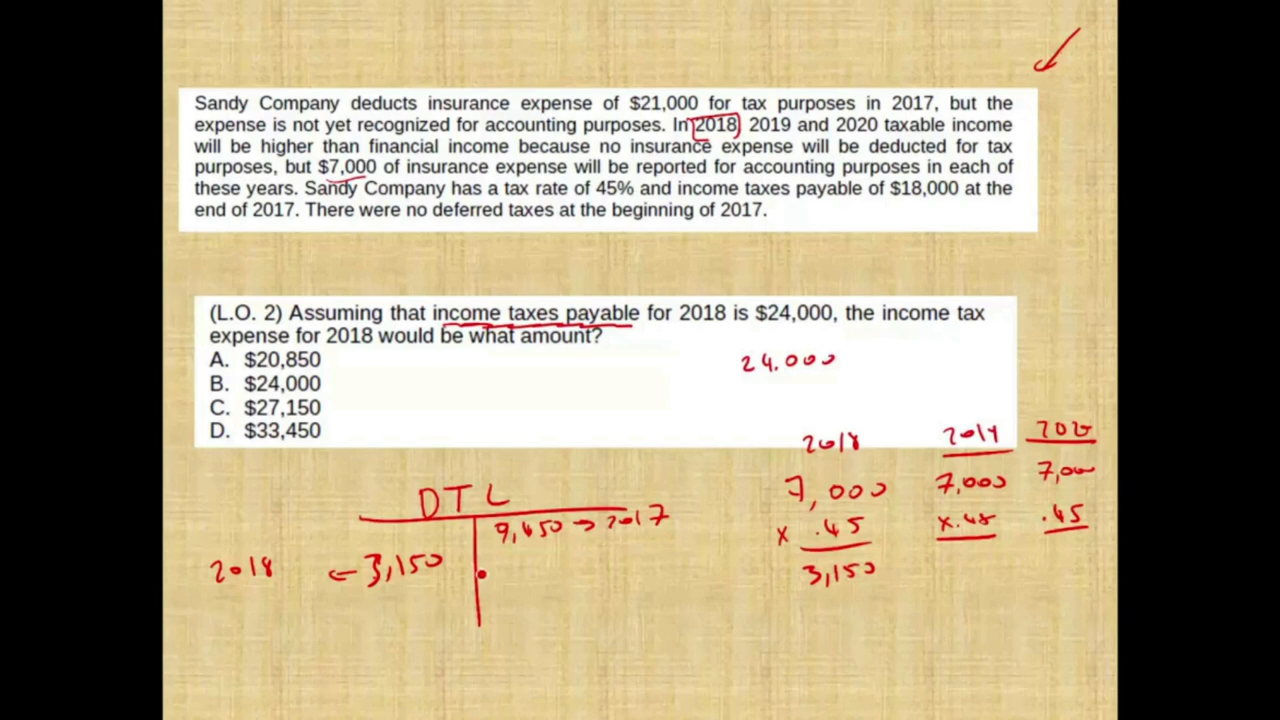 Sandy Company deducts insurance expense of $21,000 for tax purposes in 2017, but the
expense is not yet recognized for accounting purposes. In 2018, 2019 and 2020 taxable income
will be higher than financial income because no insurance expense will be deducted for tax
purposes, but $7,000 of insurance expense will be reported for accounting purposes in each of
these years. Sandy Company has a tax rate of 45% and income taxes payable of $18,000 at the
end of 2017. There were no deferred taxes at the beginning of 2017.
(L.O. 2) Assuming that income taxes payable for 2018 is $24,000, the income tax
expense for 2018 would be what amount?
A. $20,850
B. $24,000
C. $27,150
D. $33,450
24.000
2018 2019 2020
7,000 7,000 7,000
x .45 x .45 .45
3,150
DTL
9,450 → 2017
2018 ← 3,150